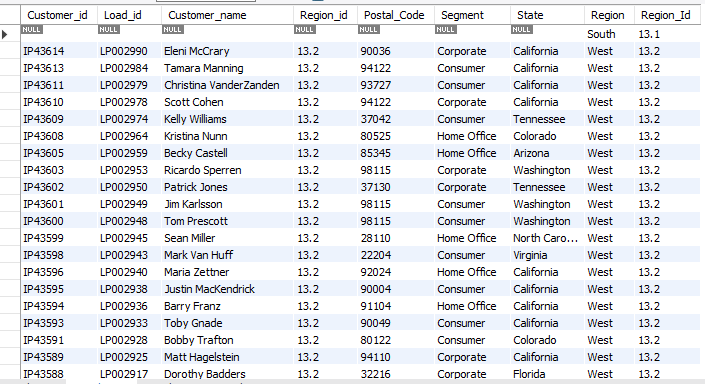 Customer_id Load_id Customer_name Region_id Postal_Code Segment State Region Region_Id
NULL NULL NULL NULL NULL NULL NULL South 13.1
IP43614 LP002990 Eleni McCrary 13.2 90036 Corporate California West 13.2
IP43613 LP002984 Tamara Manning 13.2 94122 Consumer California West 13.2
IP43611 LP002979 Christina VanderZanden 13.2 93727 Consumer California West 13.2
IP43610 LP002978 Scott Cohen 13.2 94122 Corporate California West 13.2
IP43609 LP002974 Kelly Williams 13.2 37042 Consumer Tennessee West 13.2
IP43608 LP002964 Kristina Nunn 13.2 80525 Home Office Colorado West 13.2
IP43605 LP002959 Becky Castell 13.2 85345 Home Office Arizona West 13.2
IP43603 LP002953 Ricardo Sperren 13.2 98115 Corporate Washington West 13.2
IP43602 LP002950 Patrick Jones 13.2 37130 Corporate Tennessee West 13.2
IP43601 LP002949 Jim Karlsson 13.2 98115 Consumer Washington West 13.2
IP43600 LP002948 Tom Prescott 13.2 98115 Consumer Washington West 13.2
IP43599 LP002945 Sean Miller 13.2 28110 Home Office North Caro... West 13.2
IP43598 LP002943 Mark Van Huff 13.2 22204 Consumer Virginia West 13.2
IP43596 LP002940 Maria Zettner 13.2 92024 Home Office California West 13.2
IP43595 LP002938 Justin MacKendrick 13.2 90004 Consumer California West 13.2
IP43594 LP002936 Barry Franz 13.2 91104 Home Office California West 13.2
IP43593 LP002933 Toby Gnade 13.2 90049 Consumer California West 13.2
IP43591 LP002928 Bobby Trafton 13.2 80122 Consumer Colorado West 13.2
IP43589 LP002925 Matt Hagelstein 13.2 94110 Corporate California West 13.2
IP43588 LP002917 Dorothy Badders 13.2 32216 Corporate Florida West 13.2